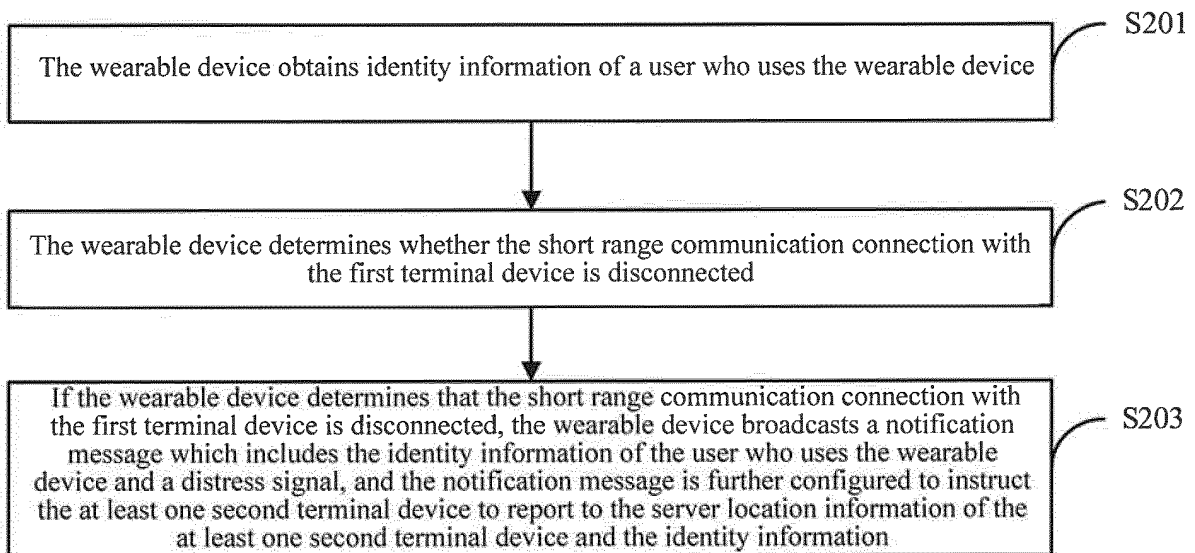 S201
The wearable device obtains identity information of a user who uses the wearable device
S202
The wearable device determines whether the short range communication connection with
the first terminal device is disconnected
If the wearable device determines that the short range communication connection with
the first terminal device is disconnected, the wearable device broadcasts a notification
message which includes the identity information of the user who uses the wearable
device and a distress signal, and the notification message is further configured to instruct
the at least one second terminal device to report to the server location information of the
at least one second terminal device and the identity information
S203